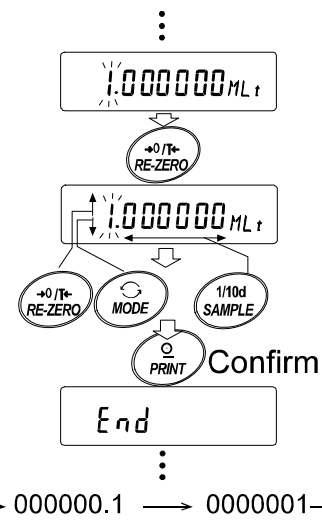 1.000000 MLt
→0/T←
RE-ZERO
1.000000 MLt
→0/T←
RE-ZERO
MODE
1/10d
SAMPLE
PRINT
Confirm
End
000000.1 → 0000001